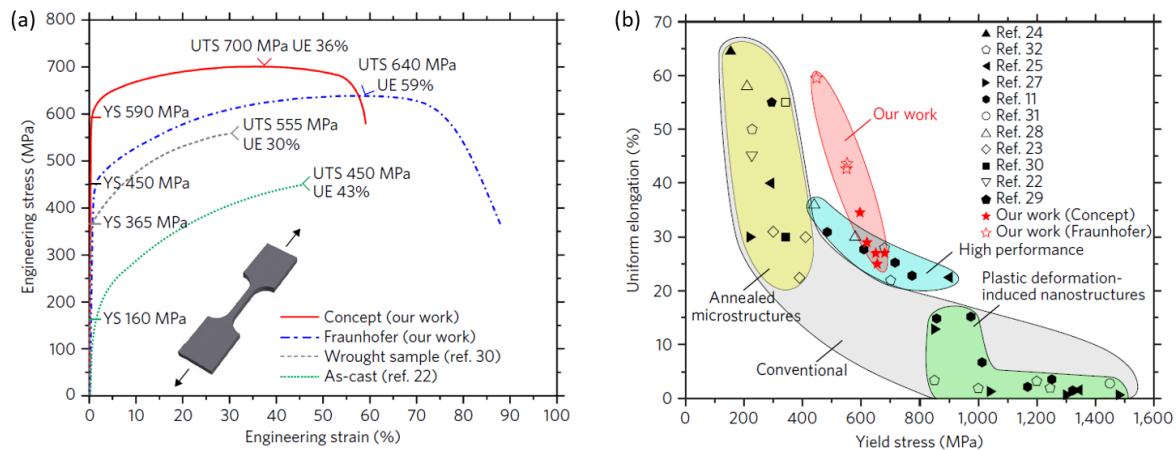 (a)
800
700
600
500
400
300
200
100
0
Engineering stress (MPa)
0 10 20 30 40 50 60 70 80 90 100
Engineering strain (%)
UTS 700 MPa UE 36%
UTS 640 MPa
UE 59%
YS 590 MPa
UTS 555 MPa
UE 30%
UTS 450 MPa
UE 43%
YS 450 MPa
YS 365 MPa
YS 160 MPa
Concept (our work)
Fraunhofer (our work)
Wrought sample (ref. 30)
As-cast (ref. 22)
(b)
70
60
50
40
30
20
10
0
Uniform elongation (%)
0 200 400 600 800 1,000 1,200 1,400 1,600
Yield stress (MPa)
Ref. 24
Ref. 32
Ref. 25
Ref. 27
Ref. 11
Ref. 31
Ref. 28
Ref. 23
Ref. 30
Ref. 22
Ref. 29
Our work (Concept)
Our work (Fraunhofer)
Our work
High performance
Plastic deformation-
induced nanostructures
Annealed
microstructures
Conventional